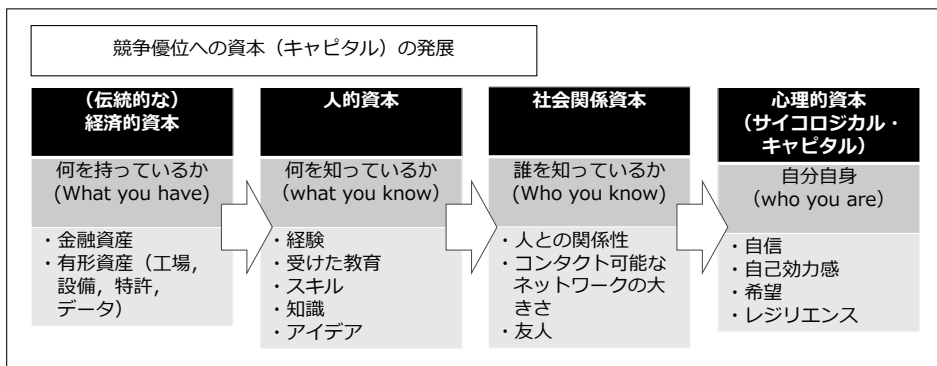 競争優位への資本（キャピタル）の発展
（伝統的な）
経済的資本
何を持っているか
(What you have)
・金融資産
・有形資産（工場，
設備，特許，
データ）
人的資本
何を知っているか
（what you know）
・経験
・受けた教育
・スキル
・知識
・アイデア
社会関係資本
誰を知っているか
（Who you know）
・人との関係性
・コンタクト可能な
ネットワークの大
きさ
・友人
心理的資本
（サイコロジカル・
キャピタル）
自分自身
（who you are）
・自信
・自己効力感
・希望
・レジリエンス